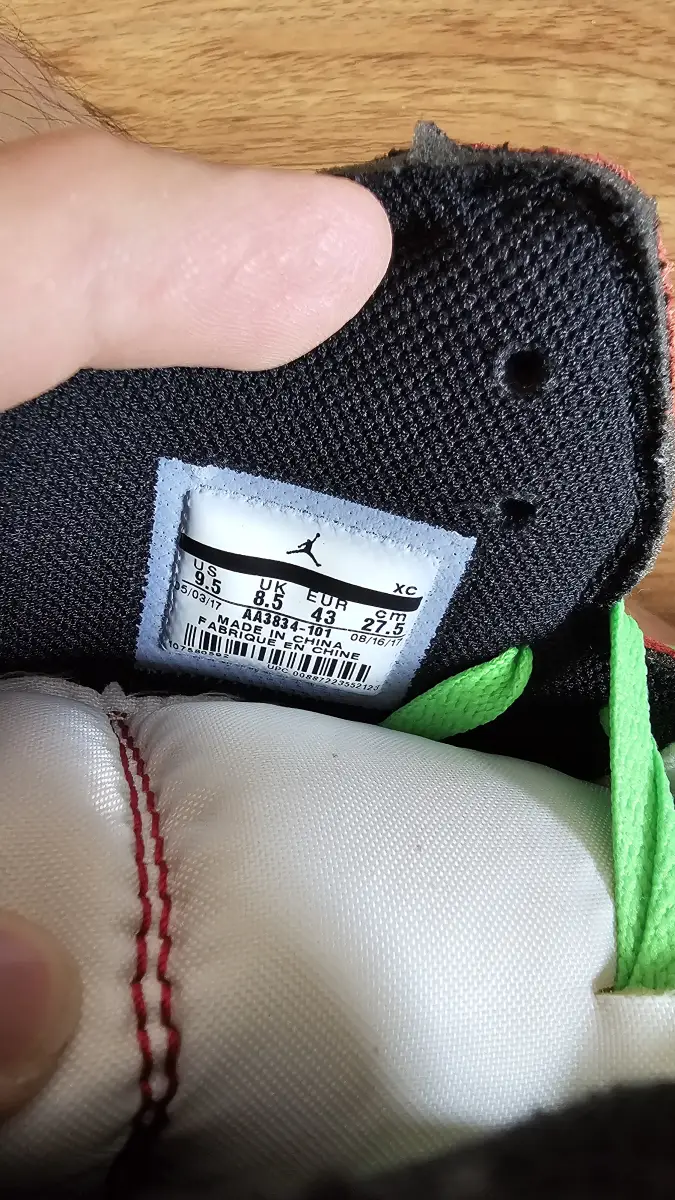 XC
US UK EUR cm
9.5 8.5 43 27.5
05/03/17 AA3834-101 08/16/17
MADE IN CHINA
FABRIQUE EN CHINE
UPC 00887223552123